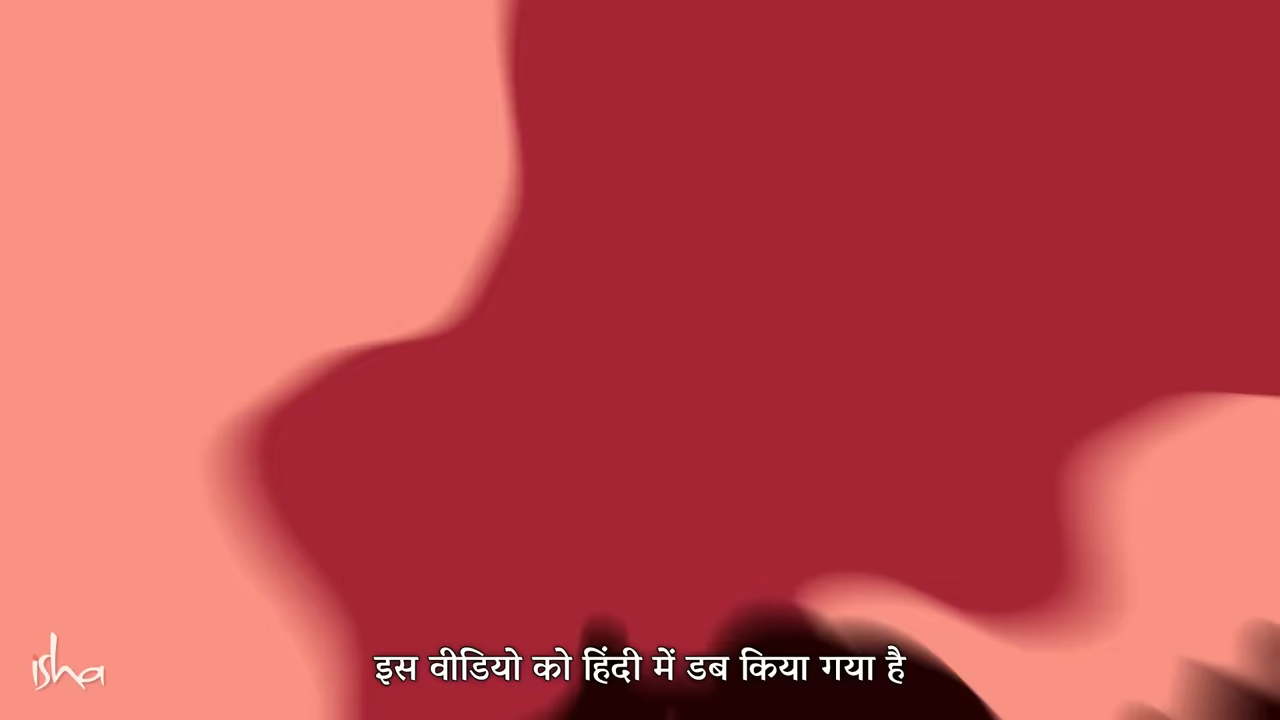 isha
इस वीडियो को हिंदी में डब किया गया है